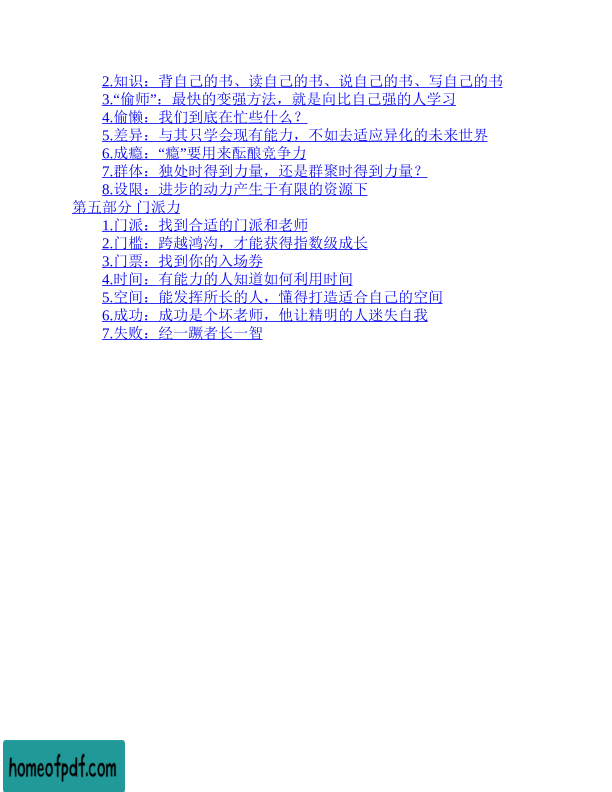 2.知识：背自己的书、读自己的书、说自己的书、写自己的书
3.“偷师”：最快的变强方法，就是向比自己强的人学习
4.偷懒：我们到底在忙些什么？
5.差异：与其只学会现有能力，不如去适应异化的未来世界
6.成瘾：“瘾”要用来酝酿竞争力
7.群体：独处时得到力量，还是群聚时得到力量？
8.设限：进步的动力产生于有限的资源下
第五部分 门派力
1.门派：找到合适的门派和老师
2.门槛：跨越鸿沟，才能获得指数级成长
3.门票：找到你的入场券
4.时间：有能力的人知道如何利用时间
5.空间：能发挥所长的人，懂得打造适合自己的空间
6.成功：成功是个坏老师，他让精明的人迷失自我
7.失败：经一蹶者长一智
homeofpdf.com